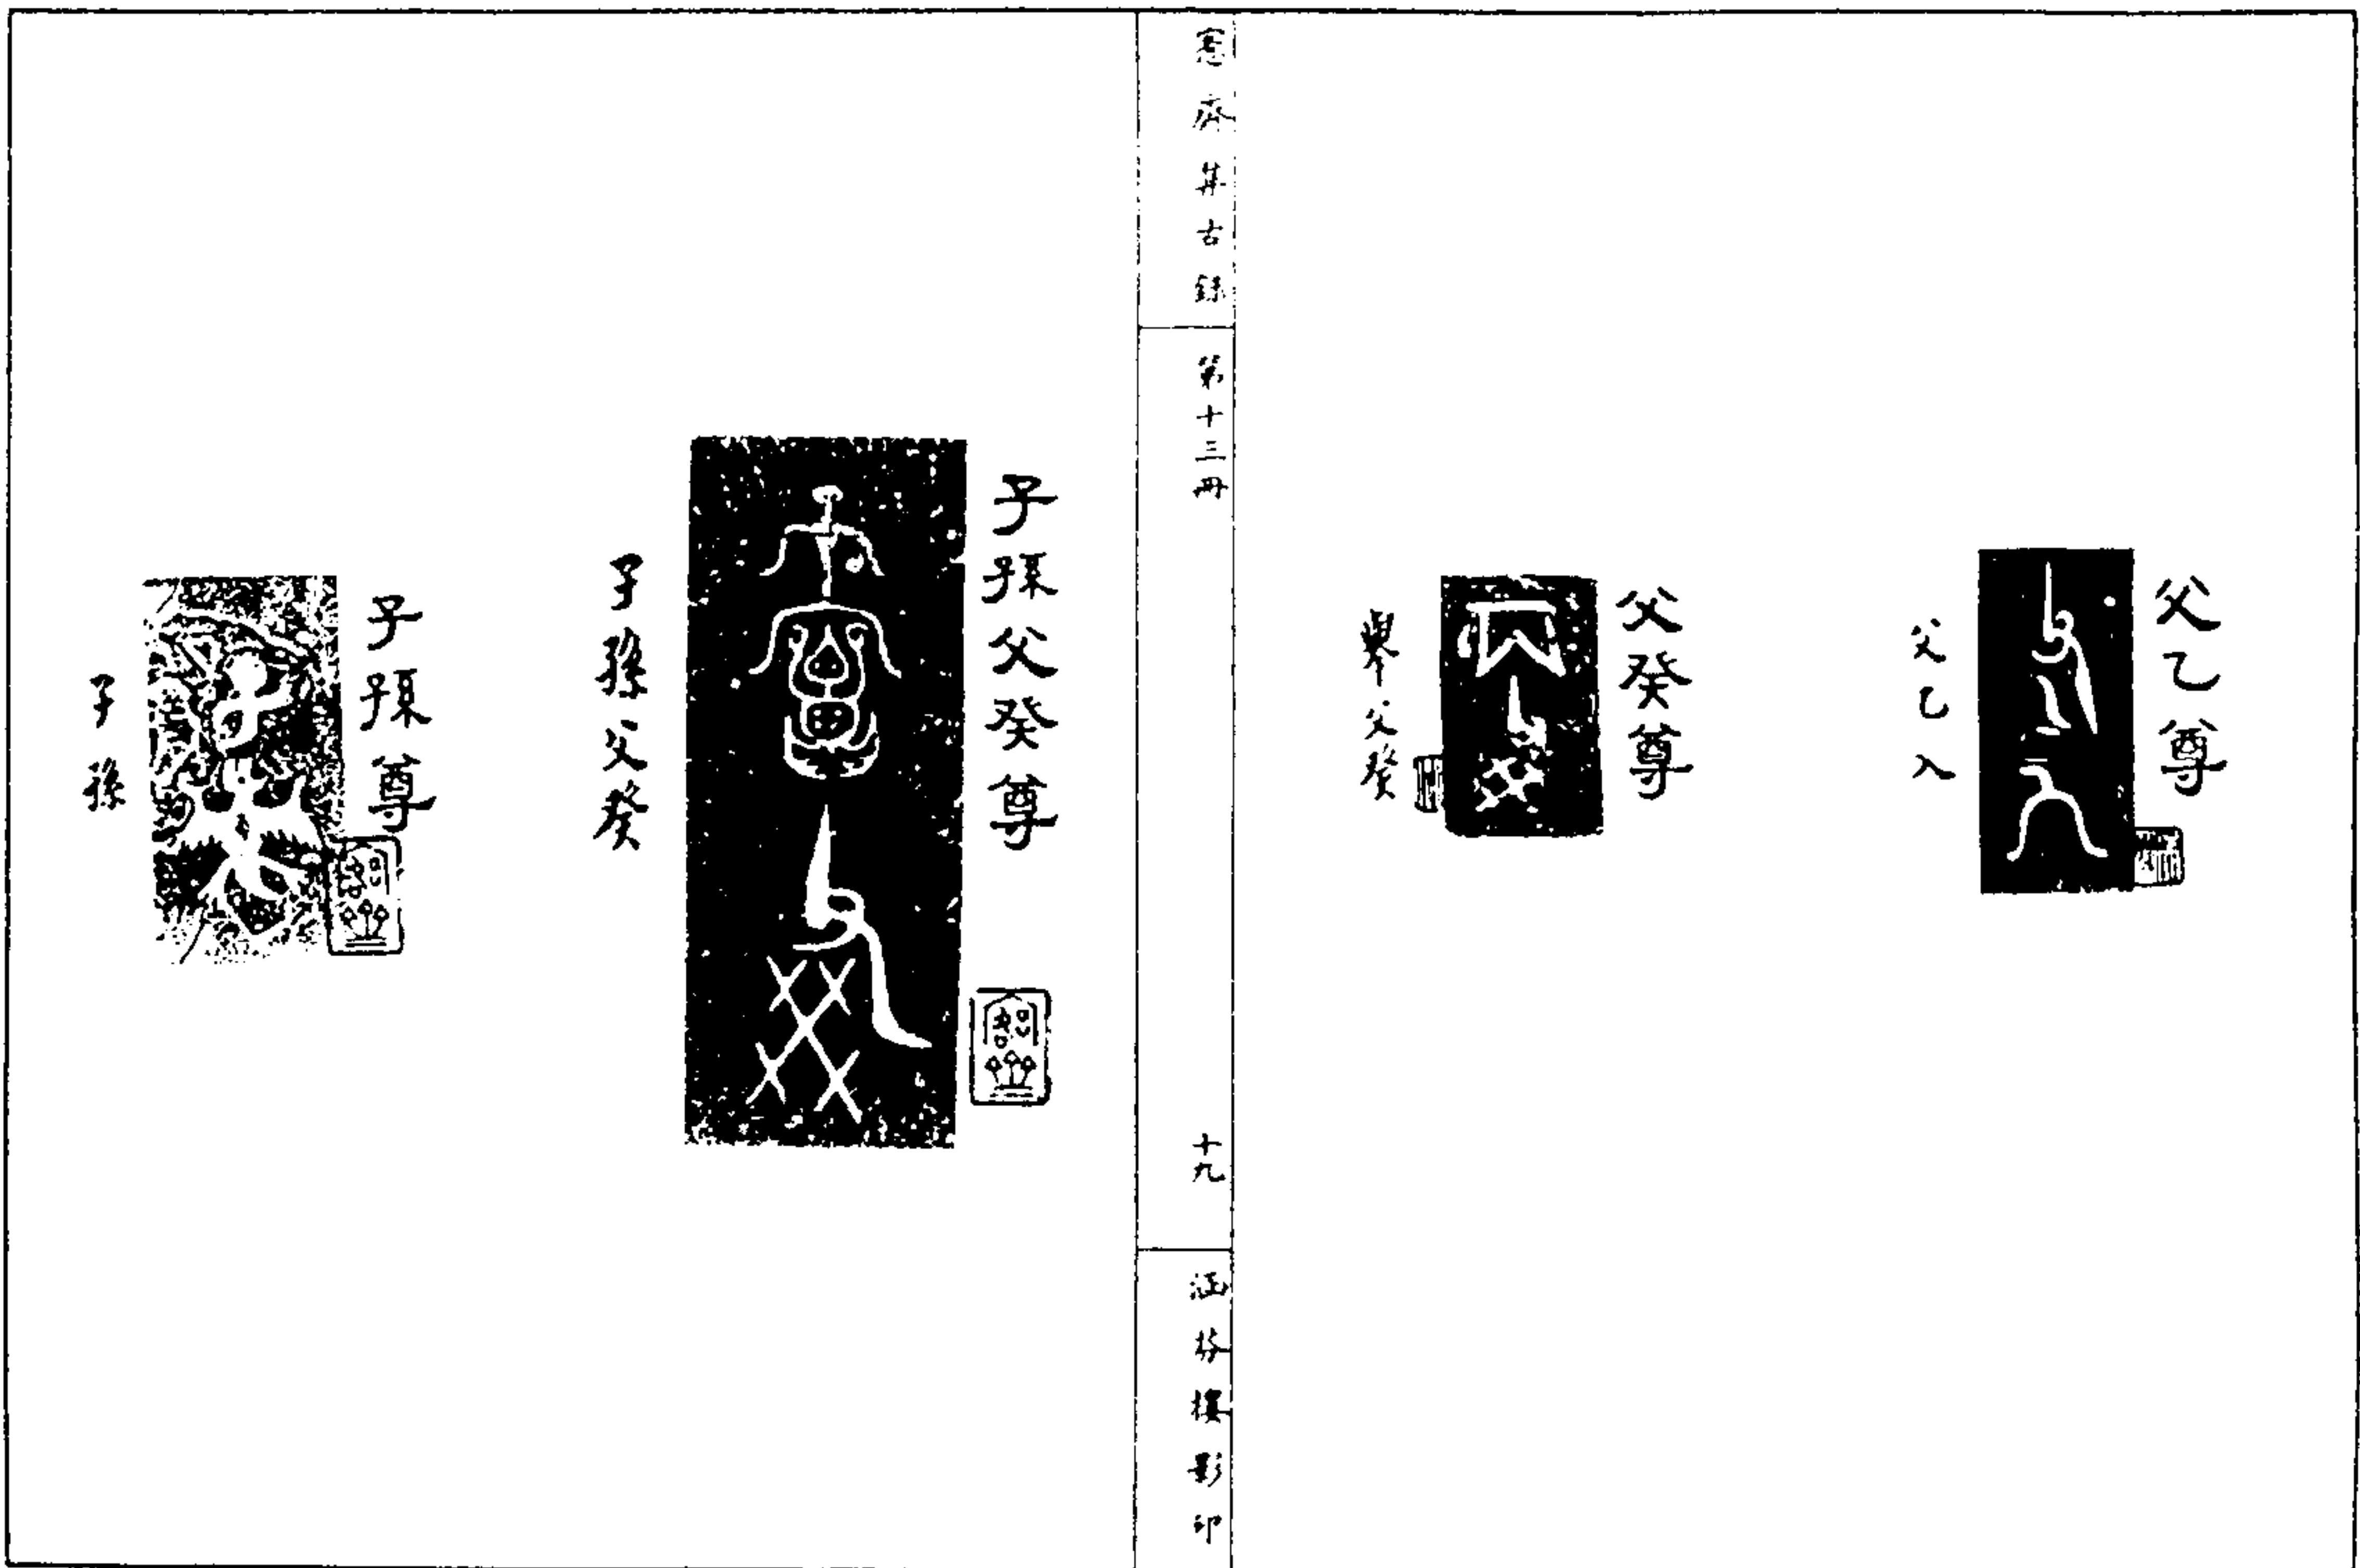 父乙尊
父乙入
父癸尊
舉父癸
愙齋集古錄
第十三冊
十九
涵芬樓影印
子孫父癸尊
子孫父癸
子孫尊
子孫